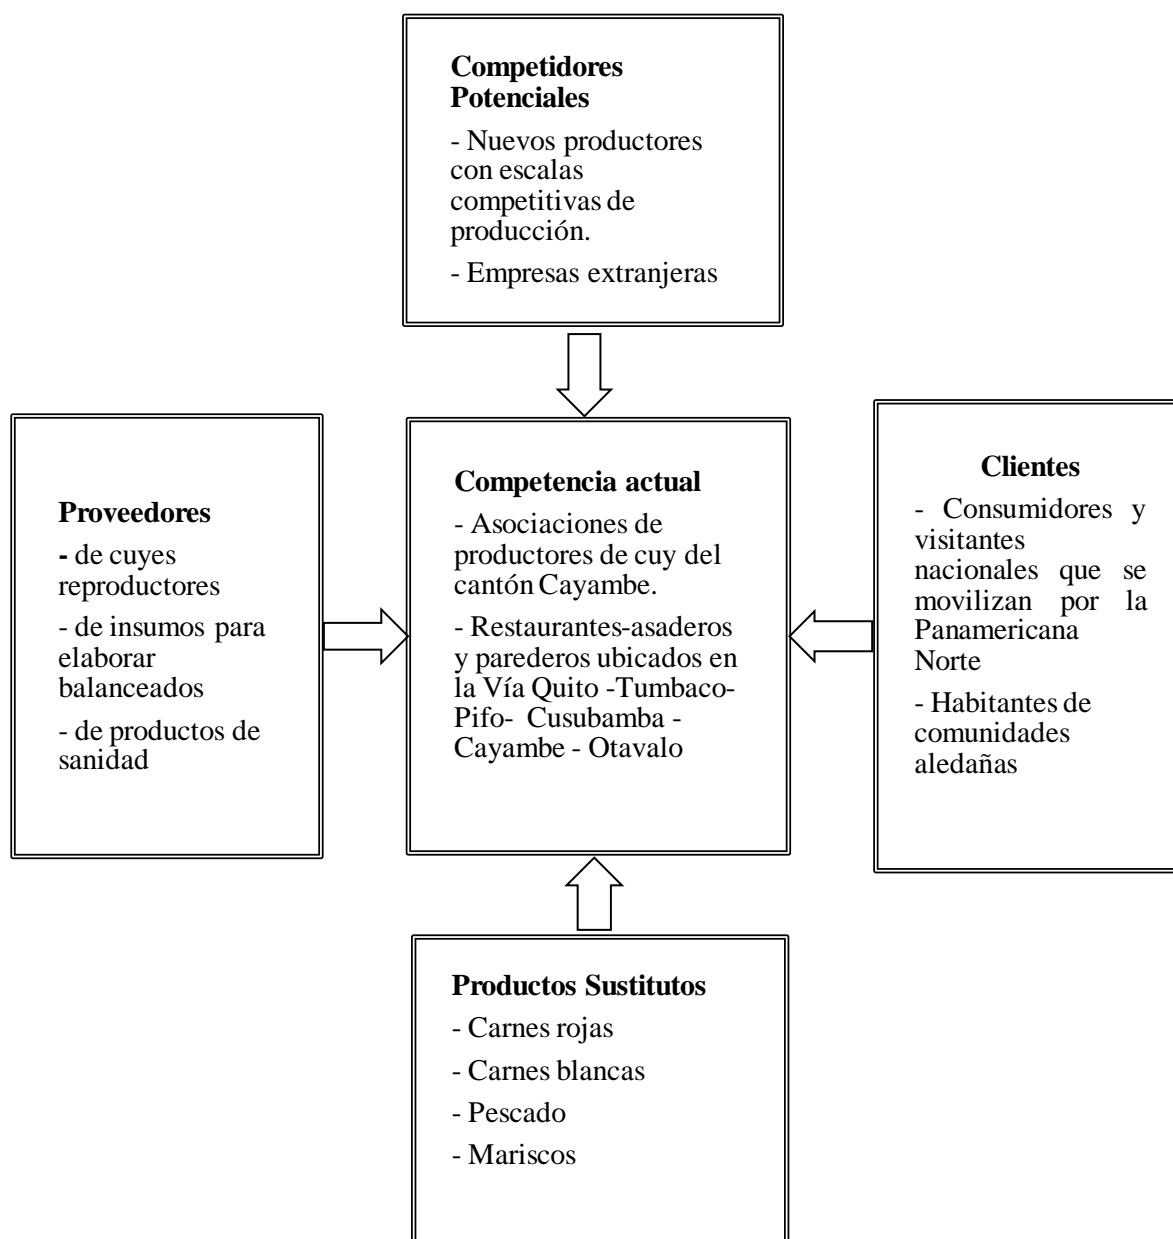 Competidores
Potenciales
- Nuevos productores
con escalas
competitivas de
producción.
- Empresas extranjeras
Proveedores
- de cuyes
reproductores
- de insumos para
elaborar
balanceados
- de productos de
sanidad
Competencia actual
- Asociaciones de
productores de cuy del
cantón Cayambe.
- Restaurantes-asaderos
y parederos ubicados en
la Vía Quito -Tumbaco-
Pifo- Cusubamba -
Cayambe - Otavalo
Clientes
- Consumidores y
visitantes
nacionales que se
movilizan por la
Panamericana
Norte
- Habitantes de
comunidades
aledañas
Productos Sustitutos
- Carnes rojas
- Carnes blancas
- Pescado
- Mariscos